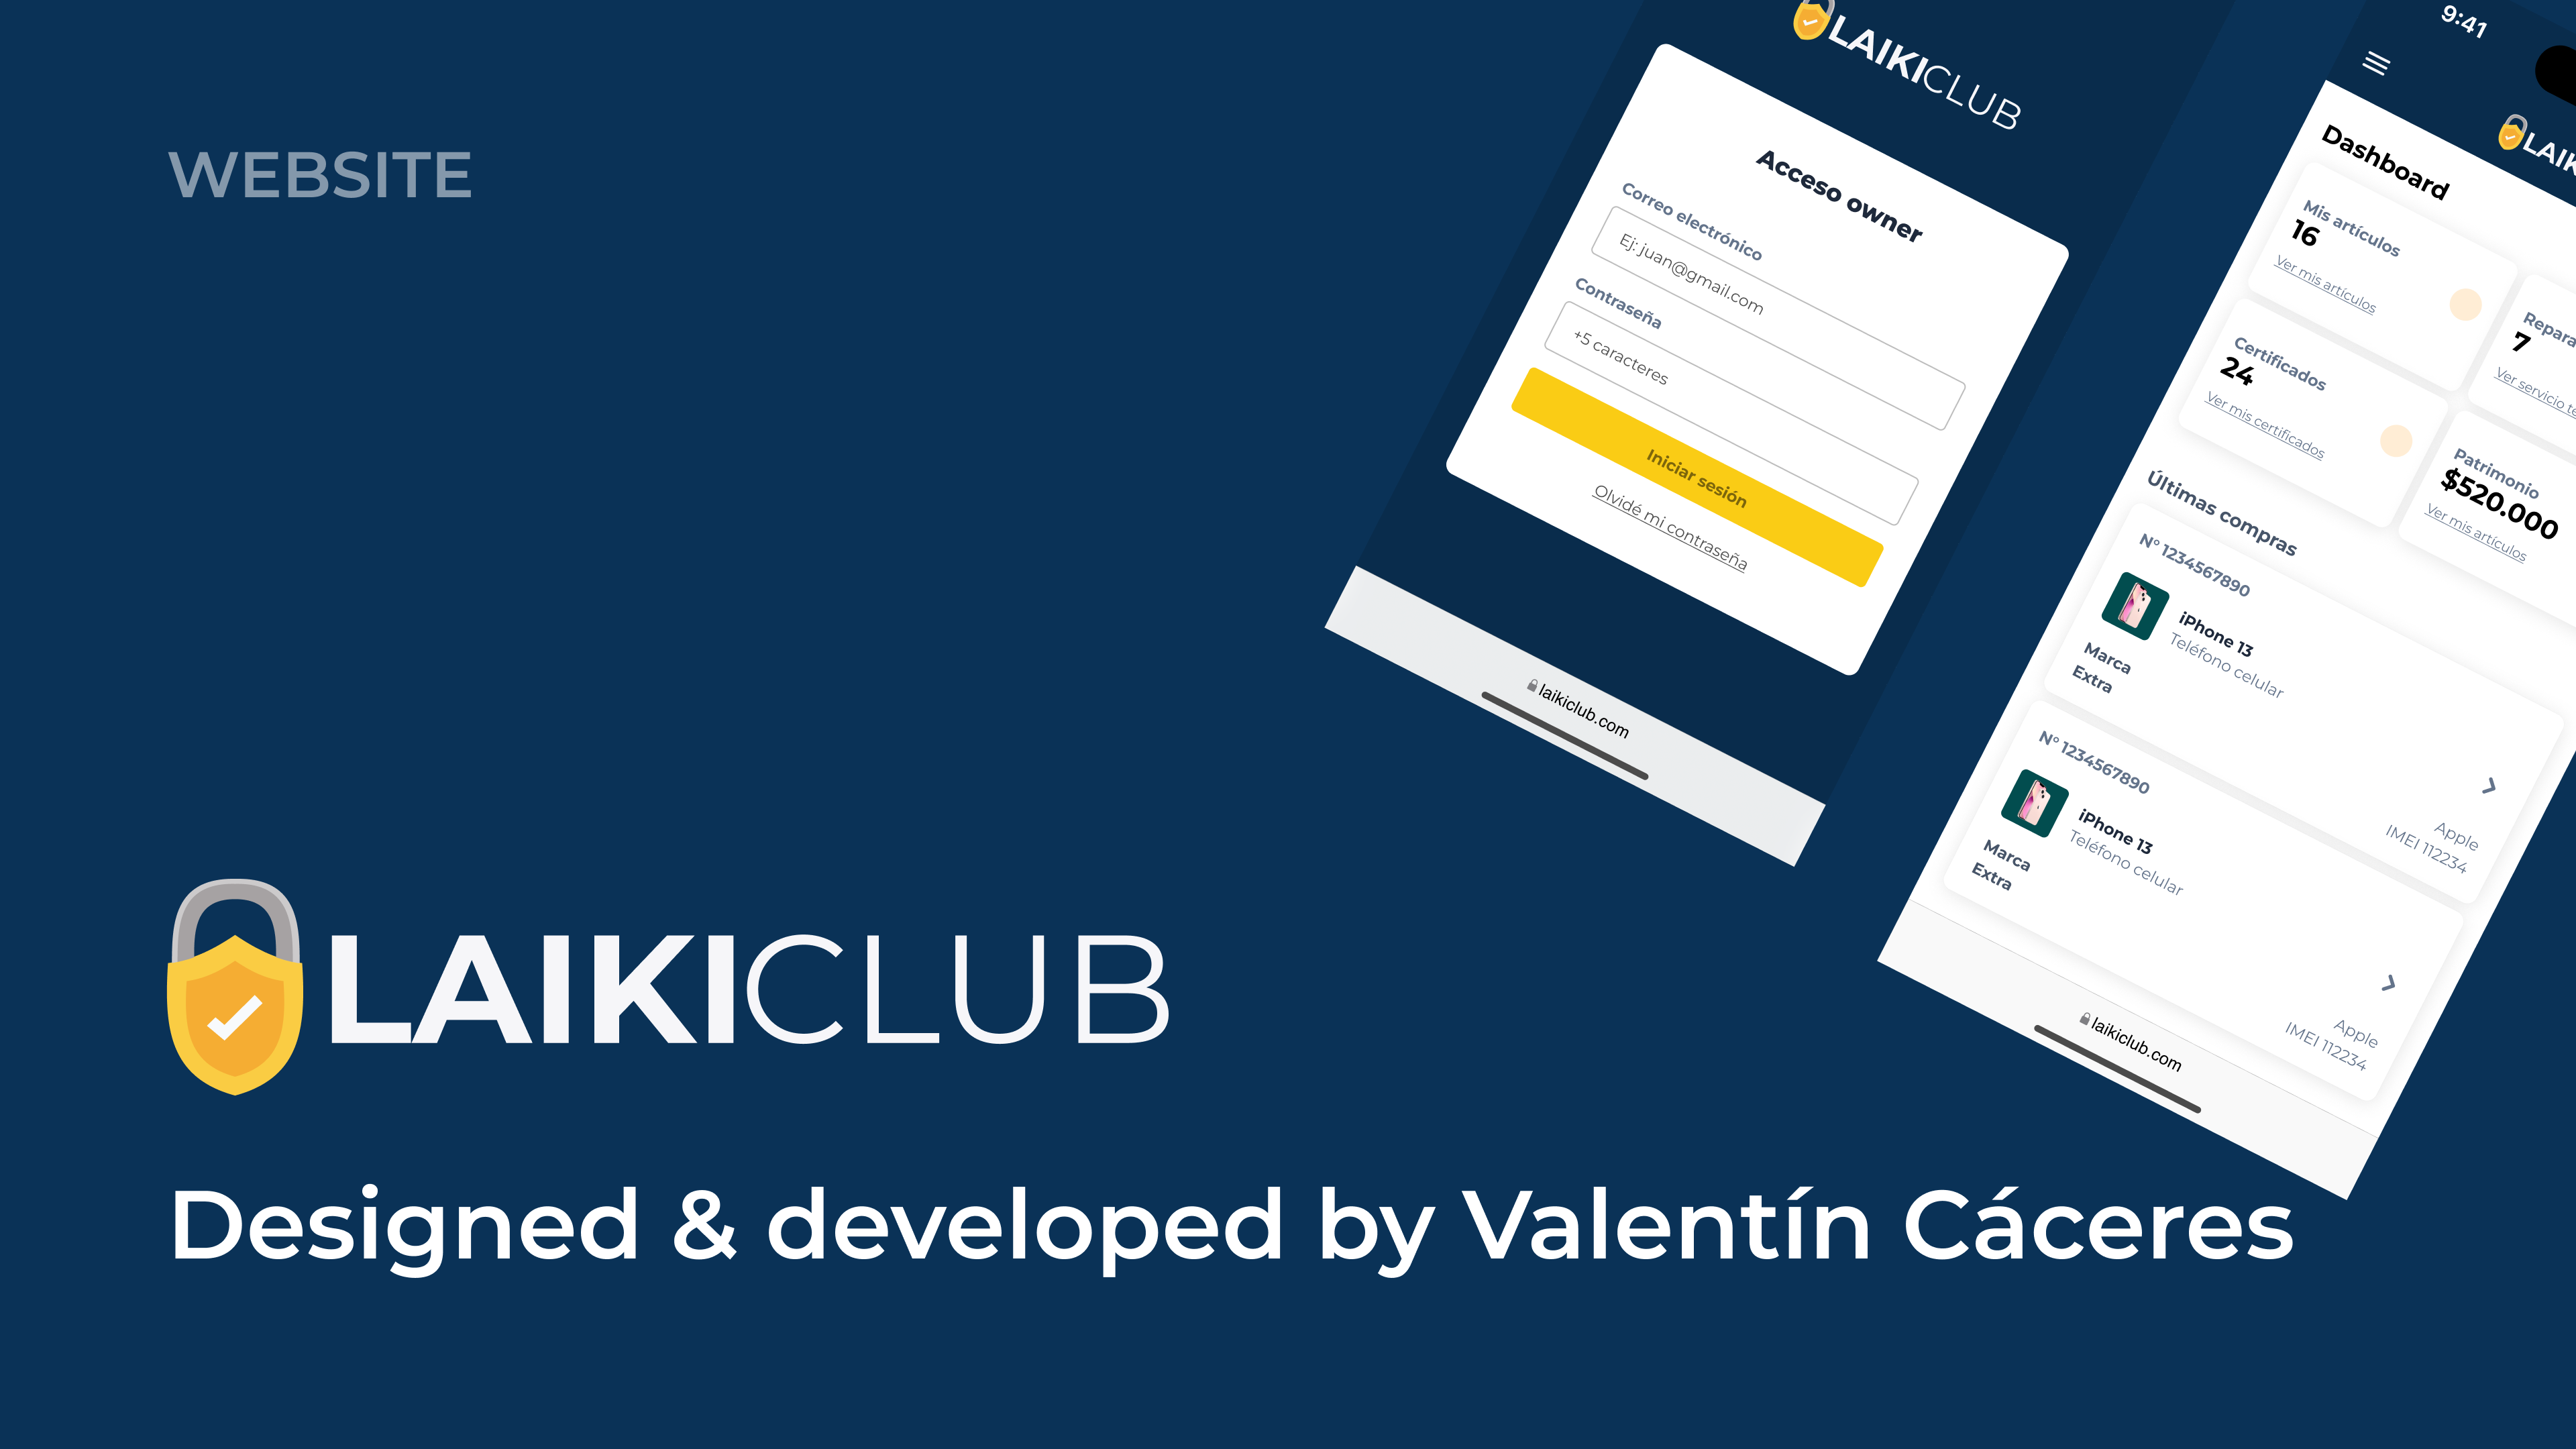 WEBSITE
LAIKICLUB
Designed & developed by Valentín Cáceres
LAIKICLUB
Acceso owner
Correo electrónico
Ej: juan@gmail.com
Contraseña
+5 caracteres
Iniciar sesión
Olvidé mi contraseña
laikiclub.com
9:41
Dashboard
Mis artículos
16
Ver mis artículos
7
Ver servicio
Certificados
24
Ver mis certificados
Patrimonio
$520.000
Ver mis artículos
Últimas compras
N° 1234567890
iPhone 13
Teléfono celular
Marca
Apple
Extra
IMEI 112234
N° 1234567890
iPhone 13
Teléfono celular
Marca
Apple
Extra
IMEI 112234
laikiclub.com